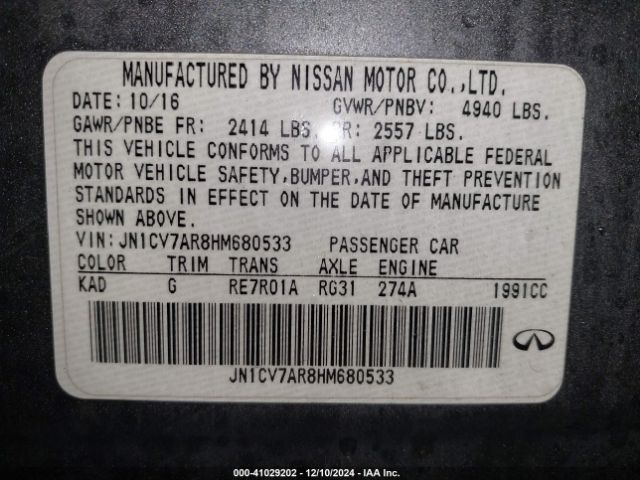 MANUFACTURED BY NISSAN MOTOR CO.,LTD.
DATE: 10/16 GVWR/PNBV: 4940 LBS.
GAWR/PNBE FR: 2414 LBS. RR: 2557 LBS.
THIS VEHICLE CONFORMS TO ALL APPLICABLE FEDERAL
MOTOR VEHICLE SAFETY,BUMPER,AND THEFT PREVENTION
STANDARDS IN EFFECT ON THE DATE OF MANUFACTURE
SHOWN ABOVE.
VIN:JN1CV7AR8HM680533 PASSENGER CAR
COLOR TRIM TRANS AXLE ENGINE
KAD G RE7R01A RG31 274A 1991CC
JN1CV7AR8HM680533
000-41029202 - 12/10/2024 - IAA Inc.